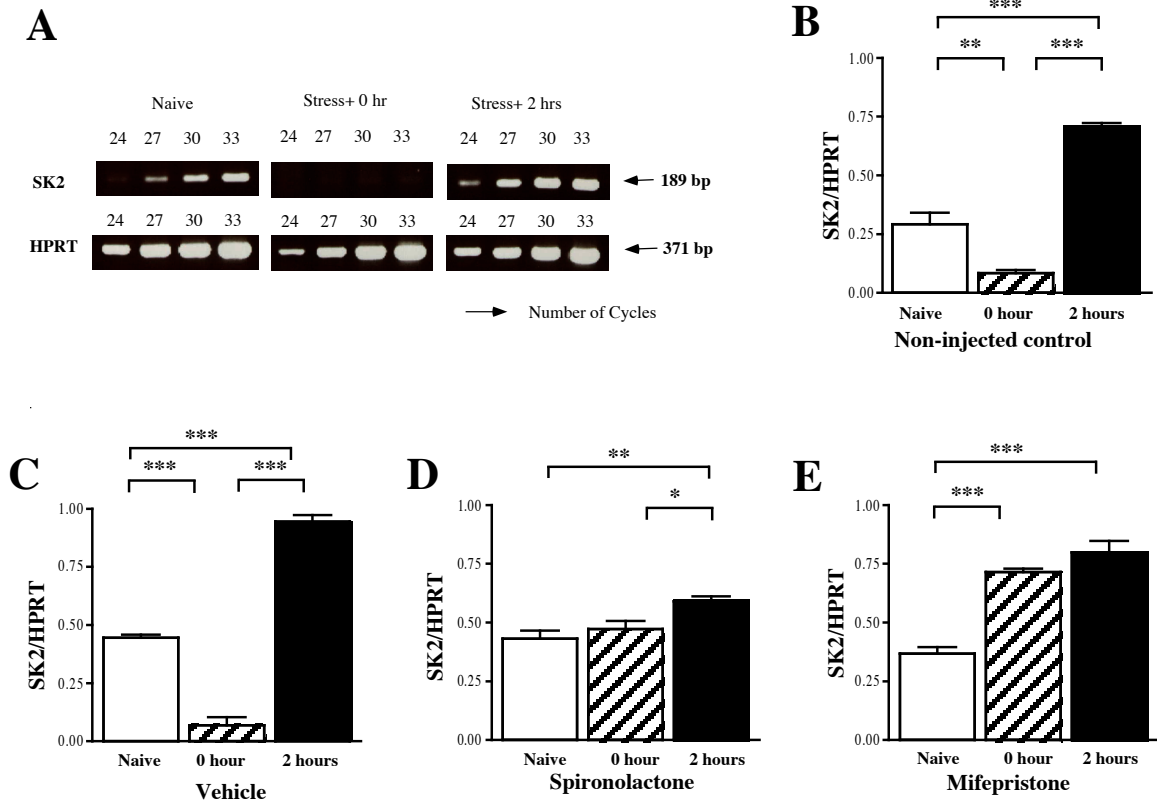 A
Naive
Stress+ 0 hr
Stress+ 2 hrs
24 27 30 33
24 27 30 33
24 27 30 33
SK2
189 bp
24 27 30 33
24 27 30 33
24 27 30 33
HPRT
371 bp
Number of Cycles
B
***
** ***
1.00
0.75
0.50
0.25
0.00
SK2/HPRT
Naive 0 hour 2 hours
Non-injected control
C
***
*** ***
1.00
0.75
0.50
0.25
0.00
SK2/HPRT
Naive 0 hour 2 hours
Vehicle
D
**
*
1.00
0.75
0.50
0.25
0.00
SK2/HPRT
Naive 0 hour 2 hours
Spironolactone
E
***
***
1.00
0.75
0.50
0.25
0.00
SK2/HPRT
Naive 0 hour 2 hours
Mifepristone